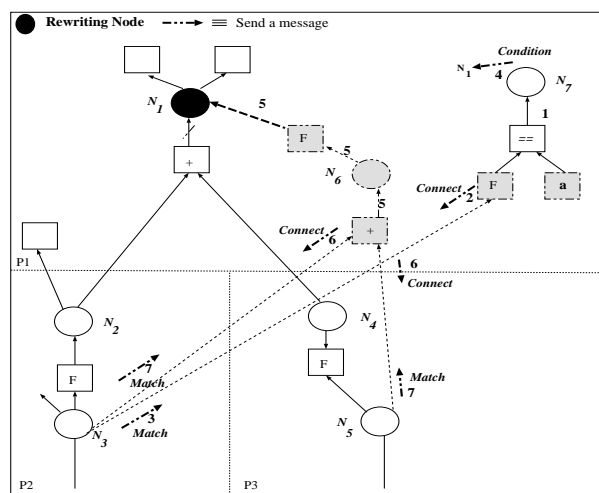 Rewriting Node ≡ Send a message
Condition
N1 4 N7
N1
5
1
F
==
5
+
N6
Connect
F
a
2
5
Connect
+
6
P1
6
Connect
N2
N4
F
7
Match
F
Match
7
3
Match
N3
N5
P2
P3